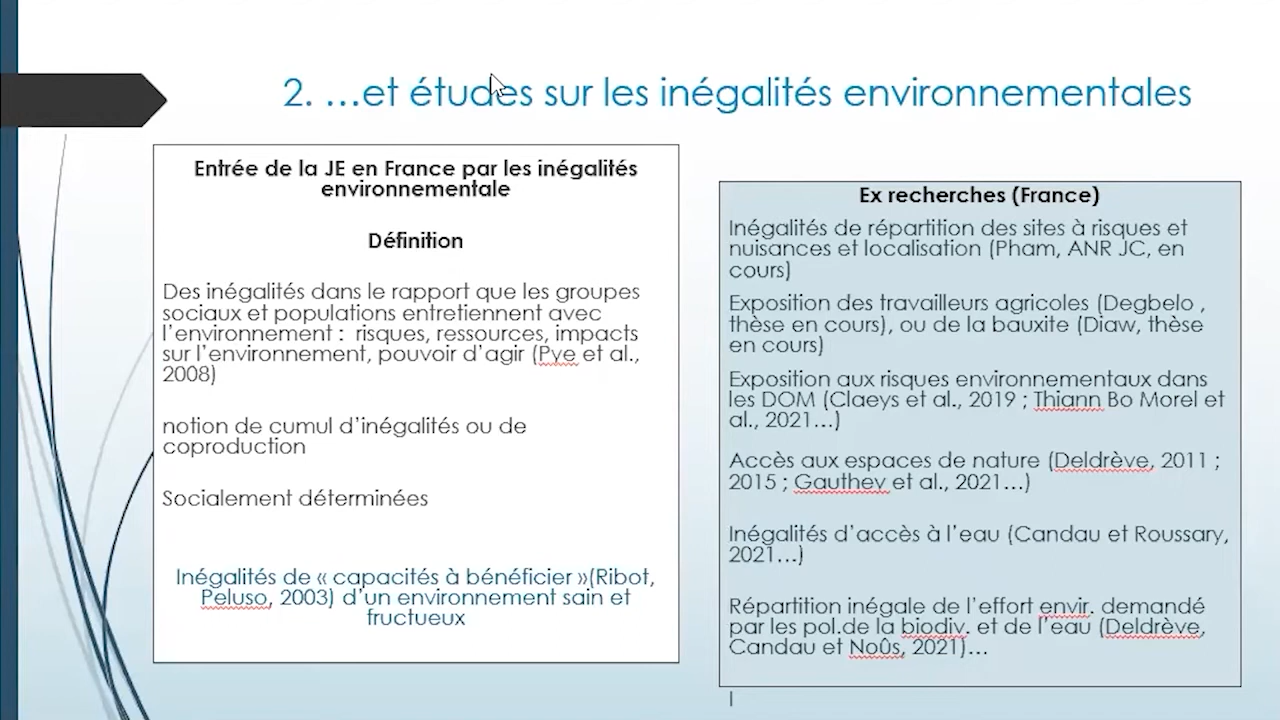 2. …et études sur les inégalités environnementales
Entrée de la JE en France par les inégalités
environnementale
Définition
Des inégalités dans le rapport que les groupes
sociaux et populations entretiennent avec
l’environnement : risques, ressources, impacts
sur l’environnement, pouvoir d’agir (Pye et al.,
2008)
notion de cumul d’inégalités ou de
coproduction
Socialement déterminées
Inégalités de « capacités à bénéficier »(Ribot,
Peluso, 2003) d’un environnement sain et
fructueux
Ex recherches (France)
Inégalités de répartition des sites à risques et
nuisances et localisation (Pham, ANR JC, en
cours)
Exposition des travailleurs agricoles (Degbelo ,
thèse en cours), ou de la bauxite (Diaw, thèse
en cours)
Exposition aux risques environnementaux dans
les DOM (Claeys et al., 2019 ; Thiann Bo Morel et
al., 2021…)
Accès aux espaces de nature (Deldrève, 2011 ;
2015 ; Gauthey et al., 2021…)
Inégalités d’accès à l’eau (Candau et Roussary,
2021…)
Répartition inégale de l’effort envir. demandé
par les pol.de la biodiv. et de l’eau (Deldrève,
Candau et Noûs, 2021)…